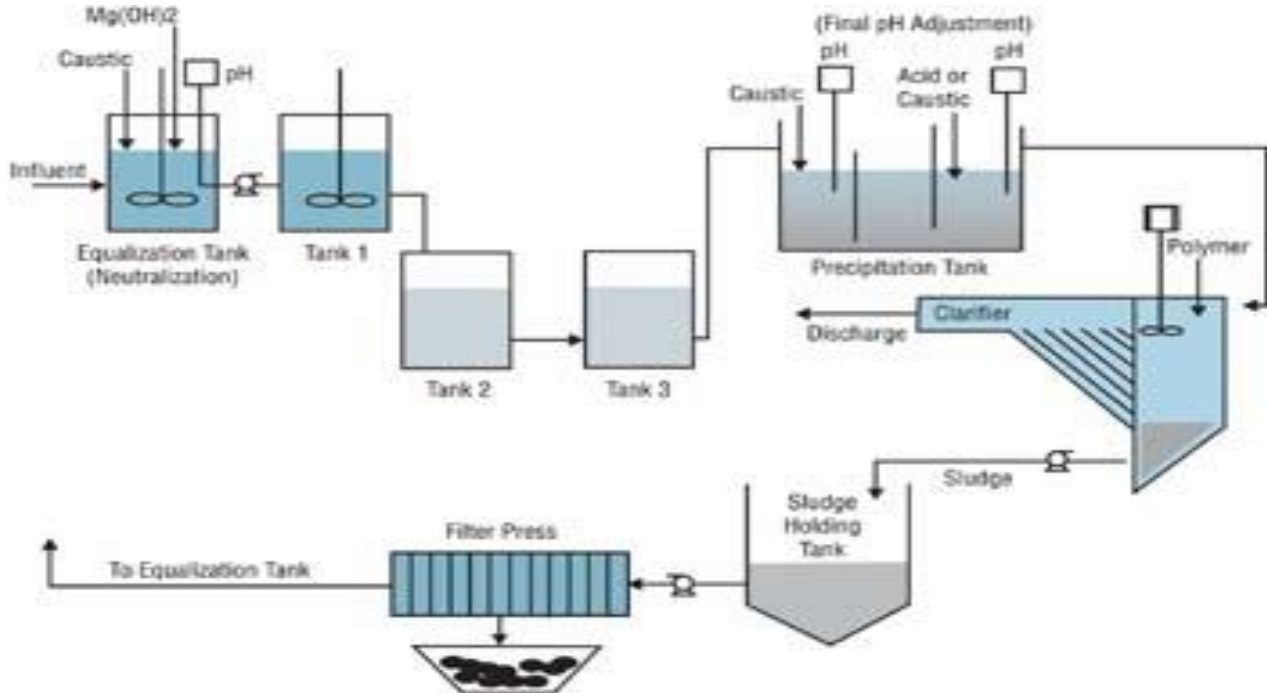 Mg(OH)2
Caustic
pH
Influent
Equalization Tank
(Neutralization)
Tank 1
Tank 2
Tank 3
(Final pH Adjustment)
pH
pH
Caustic
Acid or
Caustic
Precipitation Tank
Polymer
Clarifier
Discharge
Sludge
Sludge
Holding
Tank
Filter Press
To Equalization Tank